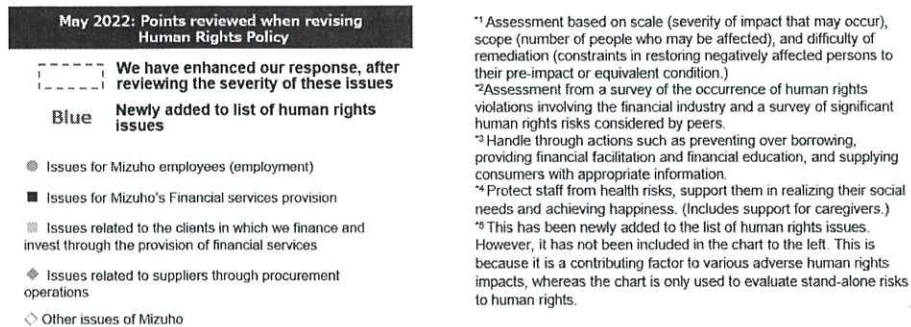 May 2022: Points reviewed when revising
Human Rights Policy
We have enhanced our response, after
reviewing the severity of these issues
Blue
Newly added to list of human rights
issues
Issues for Mizuho employees (employment)
Issues for Mizuho's Financial services provision
Issues related to the clients in which we finance and
invest through the provision of financial services
Issues related to suppliers through procurement
operations
Other issues of Mizuho
*1 Assessment based on scale (severity of impact that may occur),
scope (number of people who may be affected), and difficulty of
remediation (constraints in restoring negatively affected persons to
their pre-impact or equivalent condition.)
*2Assessment from a survey of the occurrence of human rights
violations involving the financial industry and a survey of significant
human rights risks considered by peers.
*3 Handle through actions such as preventing over borrowing,
providing financial facilitation and financial education, and supplying
consumers with appropriate information.
*4 Protect staff from health risks, support them in realizing their social
needs and achieving happiness. (Includes support for caregivers.)
*5 This has been newly added to the list of human rights issues.
However, it has not been included in the chart to the left. This is
because it is a contributing factor to various adverse human rights
impacts, whereas the chart is only used to evaluate stand-alone risks
to human rights.